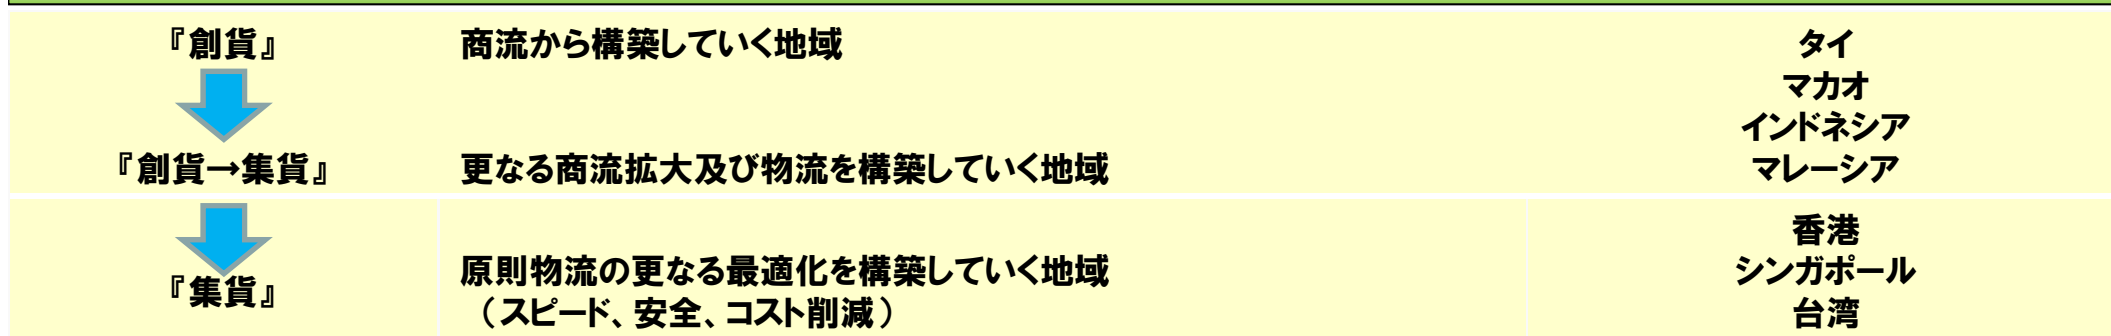 『創貨』 商流から構築していく地域 タイ
マカオ
インドネシア
『創貨→集貨』 更なる商流拡大及び物流を構築していく地域 マレーシア
香港
原則物流の更なる最適化を構築していく地域 シンガポール
『集貨』
（スピード、安全、コスト削減） 台湾